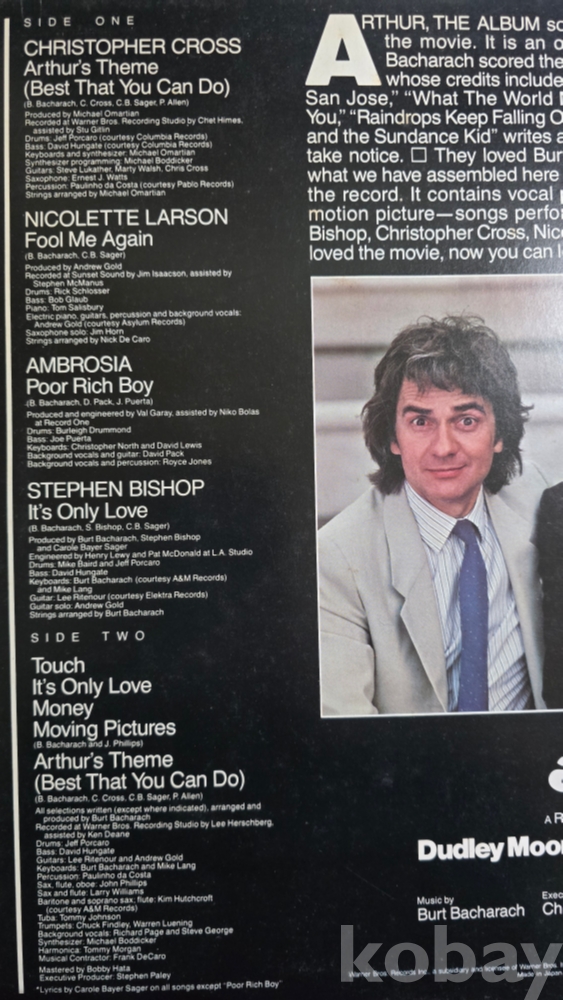 SIDE ONE
CHRISTOPHER CROSS
Arthur's Theme
(Best That You Can Do)
(B. Bacharach, C. Cross, C.B. Sager, P. Allen)
Produced by Michael Omartian
Recorded at Warner Bros. Recording Studio by Chet Himes,
assisted by Stu Gitlin
Drums: Jeff Porcaro (courtesy Columbia Records)
Bass: David Hungate (courtesy Columbia Records)
Keyboards and synthesizer: Michael Omartian
Synthesizer programming: Michael Boddicker
Guitars: Steve Lukather, Marty Walsh, Chris Cross
Saxophone: Ernest J. Watts
Percussion: Paulinho da Costa (courtesy Pablo Records)
Strings arranged by Michael Omartian
NICOLETTE LARSON
Fool Me Again
(B. Bacharach, C.B. Sager)
Produced by Andrew Gold
Recorded at Sunset Sound by Jim Isaacson, assisted by
Stephen McManus
Drums: Rick Schlosser
Bass: Bob Glaub
Piano: Tom Salisbury
Electric piano, guitars, percussion and background vocals:
Andrew Gold (courtesy Asylum Records)
Saxophone solo: Jim Horn
Strings arranged by Nick De Caro
AMBROSIA
Poor Rich Boy
(B. Bacharach, D. Pack, J. Puerta)
Produced and engineered by Val Garay, assisted by Niko Bolas
at Record One
Drums: Burleigh Drummond
Bass: Joe Puerta
Keyboards: Christopher North and David Lewis
Background vocals and guitar: David Pack
Background vocals and percussion: Royce Jones
STEPHEN BISHOP
It's Only Love
(B. Bacharach, S. Bishop, C.B. Sager)
Produced by Burt Bacharach, Stephen Bishop
and Carole Bayer Sager
Engineered by Henry Lewy and Pat McDonald at L.A. Studio
Drums: Mike Baird and Jeff Porcaro
Bass: David Hungate
Keyboards: Burt Bacharach (courtesy A&M Records)
and Mike Lang
Guitar: Lee Ritenour (courtesy Elektra Records)
Guitar solo: Andrew Gold
Strings arranged by Burt Bacharach
SIDE TWO
Touch
It's Only Love
Money
Moving Pictures
(B. Bacharach and J. Phillips)
Arthur's Theme
(Best That You Can Do)
(B. Bacharach, C. Cross, C.B. Sager, P. Allen)
All selections written (except where indicated), arranged and
produced by Burt Bacharach
Recorded at Warner Bros. Recording Studio by Lee Herschberg,
assisted by Ken Deane
Drums: Jeff Porcaro
Bass: David Hungate
Guitars: Lee Ritenour and Andrew Gold
Keyboards: Burt Bacharach and Mike Lang
Percussion: Paulinho da Costa
Sax, flute, oboe: John Phillips
Sax and flute: Larry Williams
Baritone and soprano sax, flute: Kim Hutchcroft
(courtesy A&M Records)
Tuba: Tommy Johnson
Trumpets: Chuck Findley, Warren Luening
Background vocals: Richard Page and Steve George
Synthesizer: Michael Boddicker
Harmonica: Tommy Morgan
Musical Contractor: Frank DeCaro
Mastered by Bobby Hata
Executive Producer: Stephen Paley
*Lyrics by Carole Bayer Sager on all songs except "Poor Rich Boy"
ARTHUR, THE ALBUM
the movie. It is an
Bacharach scored the
whose credits include
San Jose," "What The World
You," "Raindrops Keep Falling
and the Sundance Kid" writes
take notice. □ They loved Bur
what we have assembled here
the record. It contains vocal
motion picture—songs perfor
Bishop, Christopher Cross, Nic
loved the movie, now you can
a
A R
Dudley Moor
Music by
Burt Bacharach
Exec
Ch
Warner Bros. Records Inc., a subsidiary and licensee of Warner Bros.
Made in Japan
kobay